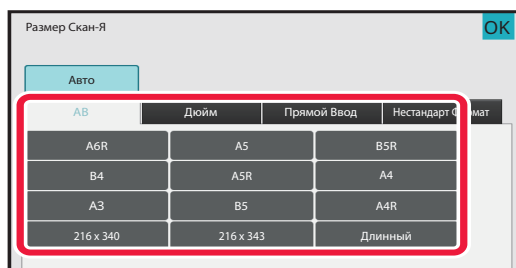 Размер Скан-Я OK
Авто
AB Дюйм Прямой Ввод Нестандарт Формат
A6R A5 B5R
B4 A5R A4
A3 B5 A4R
216 x 340 216 x 343 Длинный